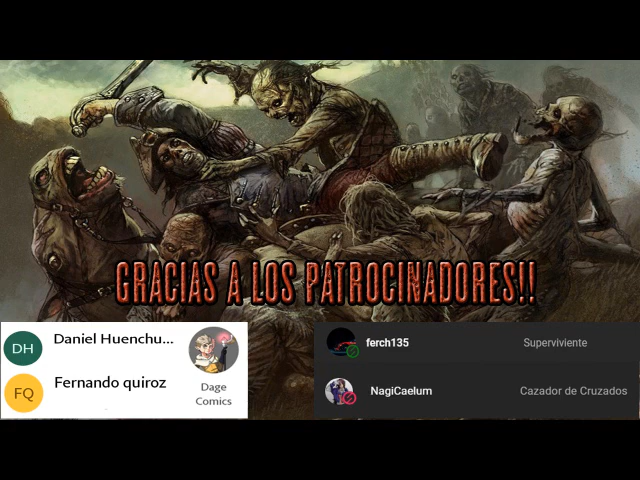 GRACIAS A LOS PATROCINADORES!!
DH Daniel Huenchu...
FQ Fernando quiroz
Dage
Comics
ferch135 Superviviente
NagiCaelum Cazador de Cruzados